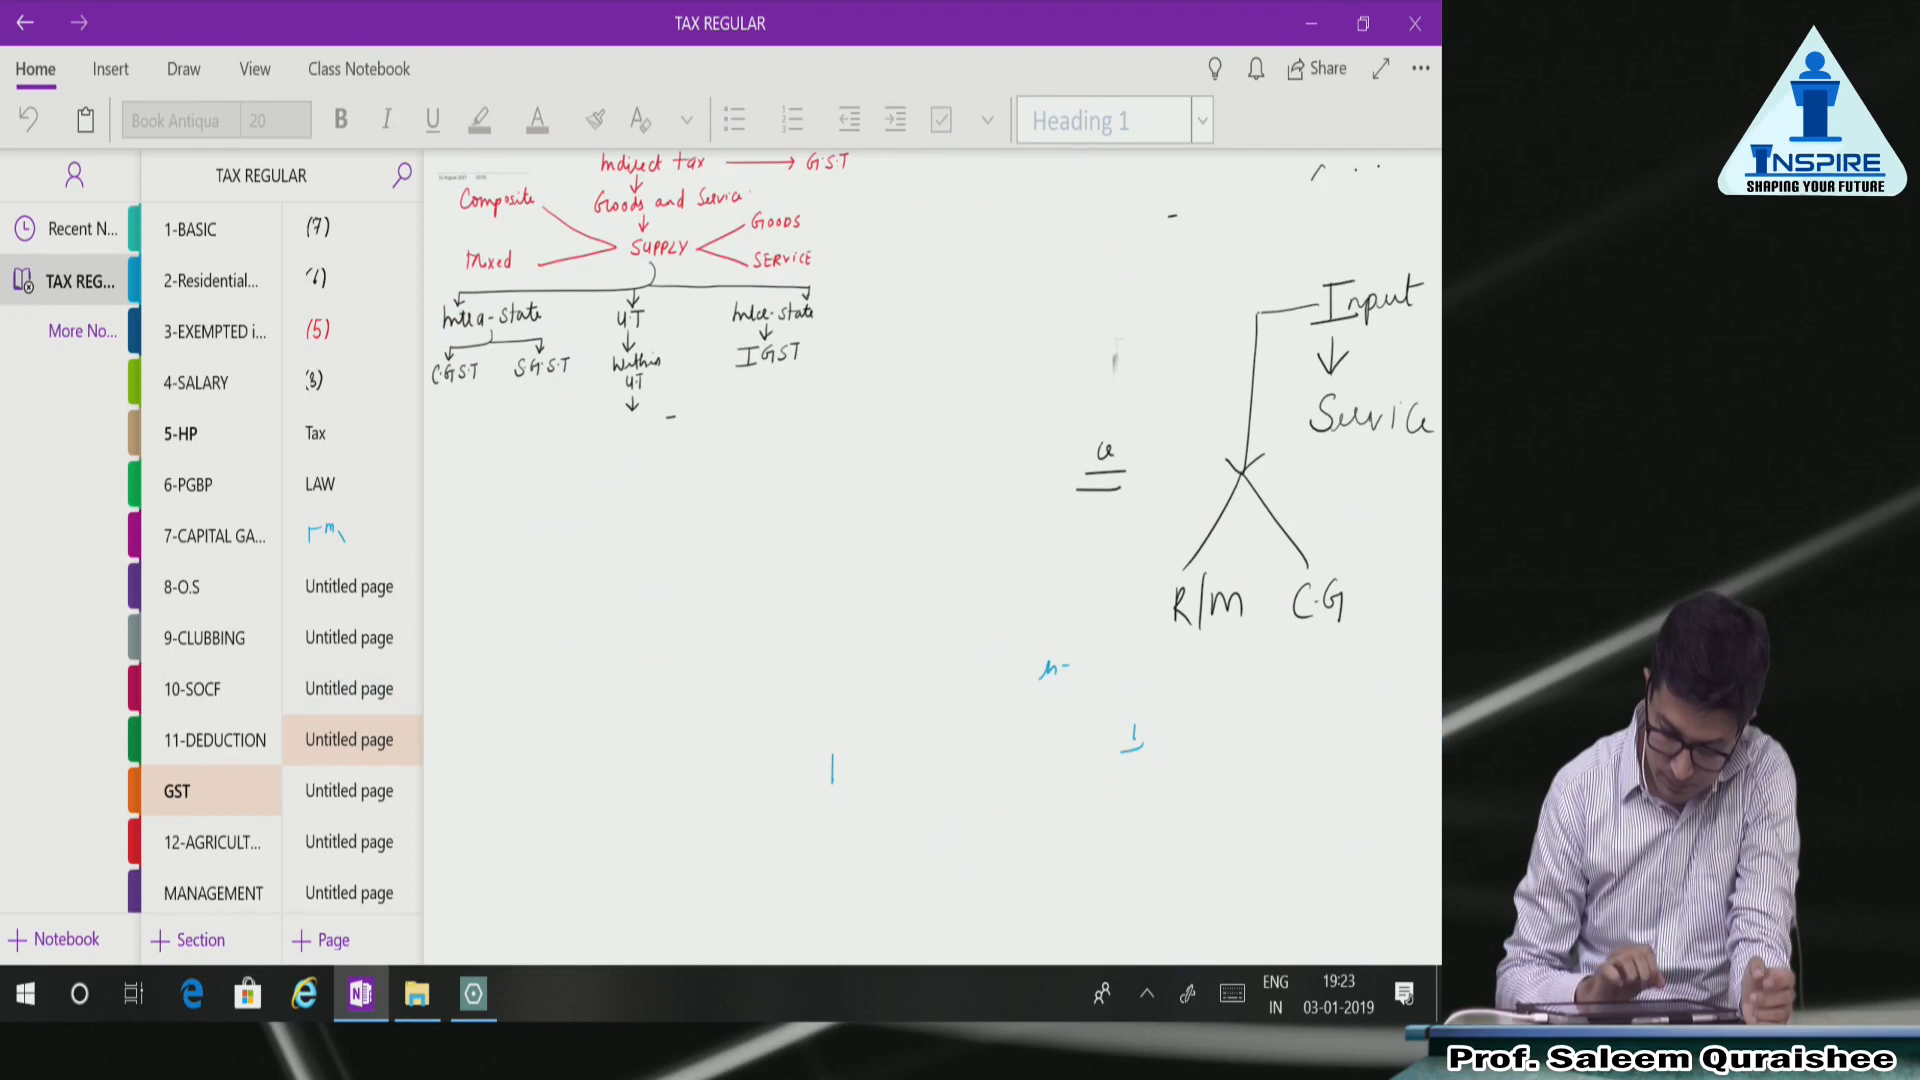 TAX REGULAR
Home Insert Draw View Class Notebook
Share
Book Antiqua 20
B I U A
Heading 1
TAX REGULAR
Recent N...
TAX REG...
More No...
1-BASIC
2-Residential...
3-EXEMPTED i...
4-SALARY
5-HP
6-PGBP
7-CAPITAL GA...
8-O.S
9-CLUBBING
10-SOCF
11-DEDUCTION
GST
12-AGRICULT...
MANAGEMENT
(7)
(5)
(3)
Tax
LAW
Untitled page
Untitled page
Untitled page
Untitled page
Untitled page
Untitled page
Untitled page
Notebook
Section
Page
Indirect tax G.S.T
Goods and Service
Composite
SUPPLY
GOODS
Mixed
SERVICE
Intra-State
U.T
Inter-State
C.G.S.T
S.G.S.T
Within
U.T
IGST
Input
Service
R/M C.G
ENG
IN
19:23
03-01-2019
INSPIRE
SHAPING YOUR FUTURE
Prof. Saleem Quraishee